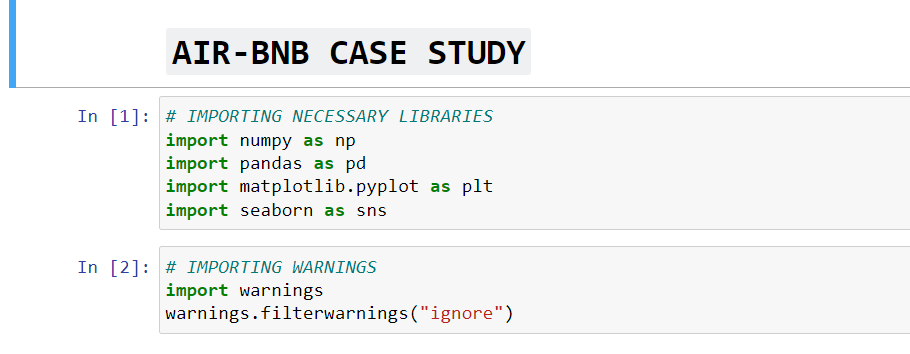 AIR-BNB CASE STUDY
In [1]: # IMPORTING NECESSARY LIBRARIES
import numpy as np
import pandas as pd
import matplotlib.pyplot as plt
import seaborn as sns
In [2]: # IMPORTING WARNINGS
import warnings
warnings.filterwarnings("ignore")